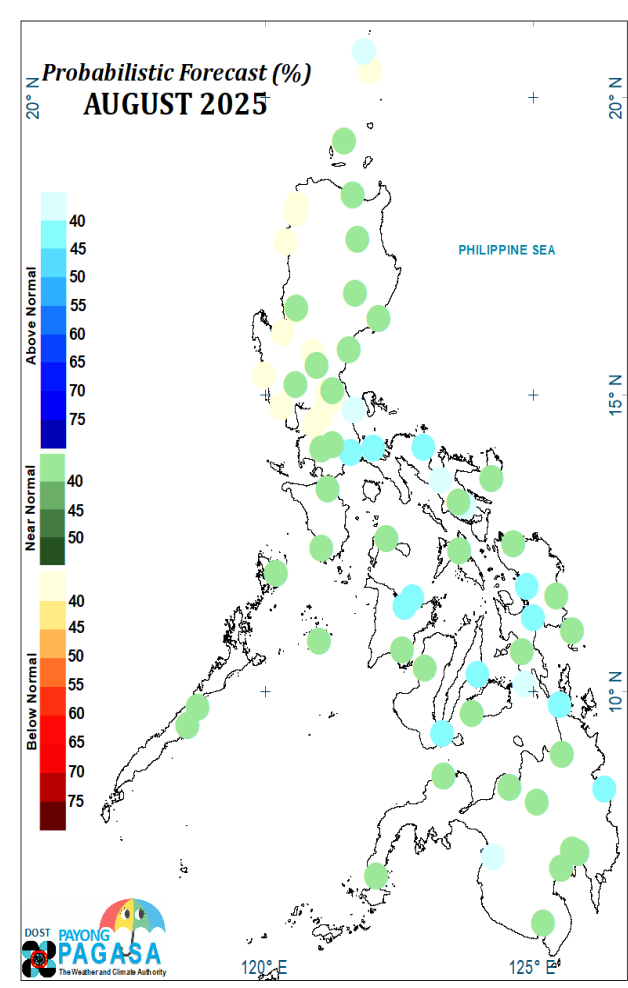 Probabilistic Forecast (%)
AUGUST 2025
20° N
20° N
PHILIPPINE SEA
Above Normal
40
45
50
55
60
65
70
75
15° N
Near Normal
40
45
50
Below Normal
40
45
50
55
60
65
70
75
10° N
DOST
PAYONG
PAGASA
The Weather and Climate Authority
120° E
125° E